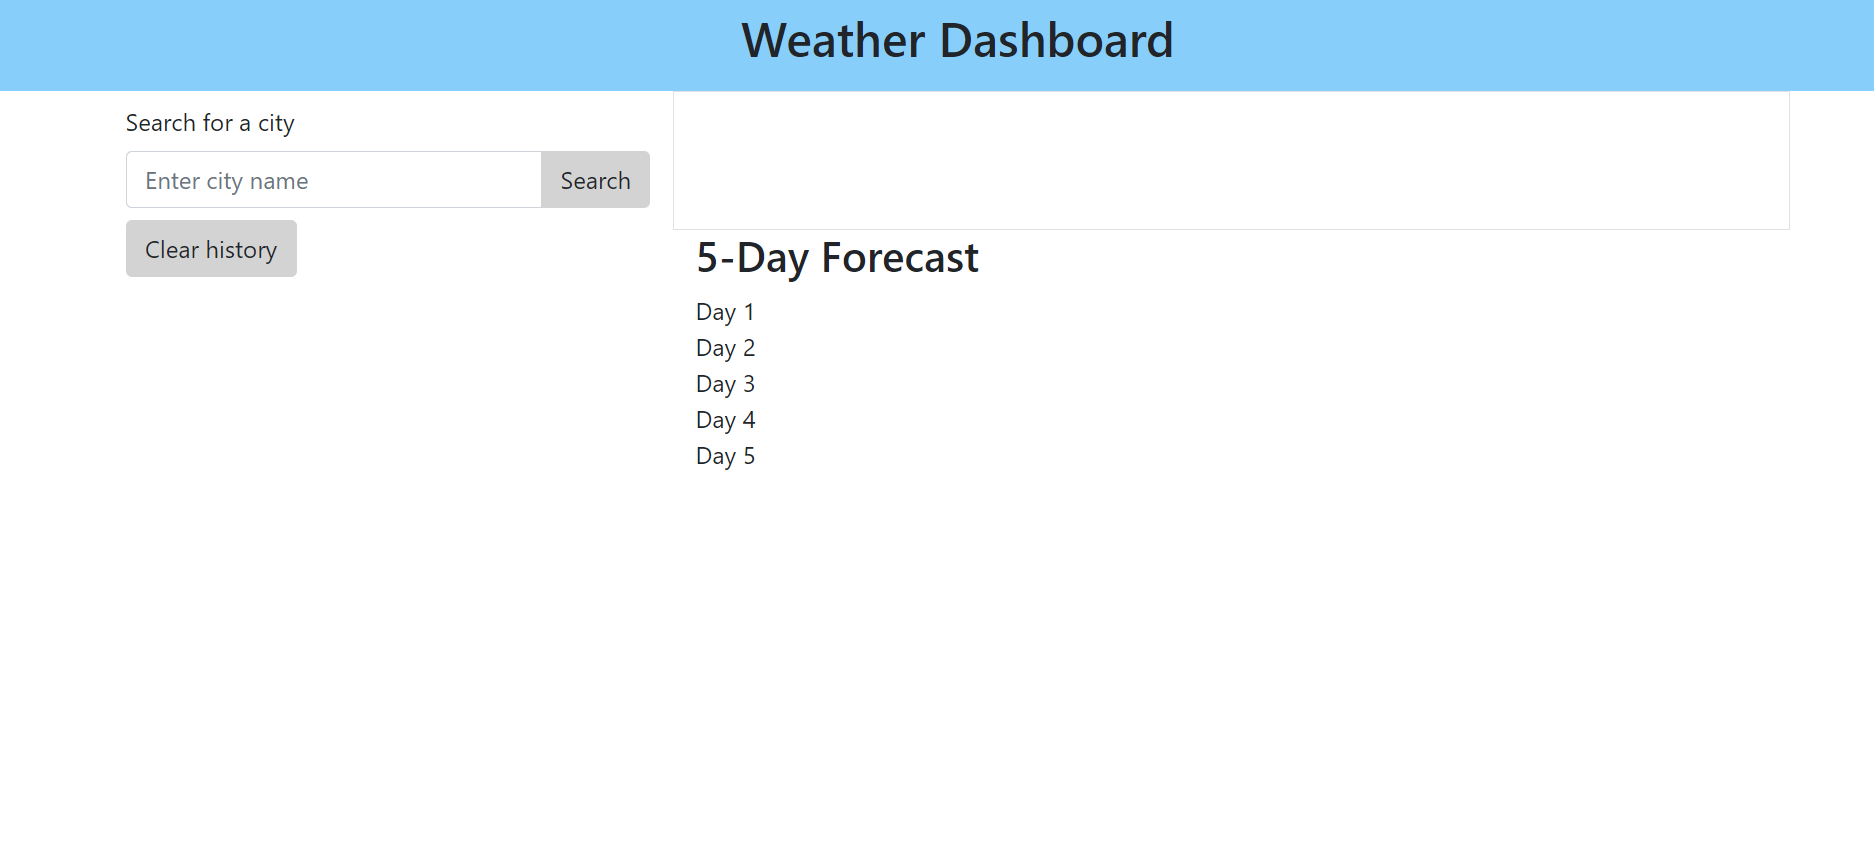 Weather Dashboard
Search for a city
Enter city name
Search
Clear history
5-Day Forecast
Day 1
Day 2
Day 3
Day 4
Day 5